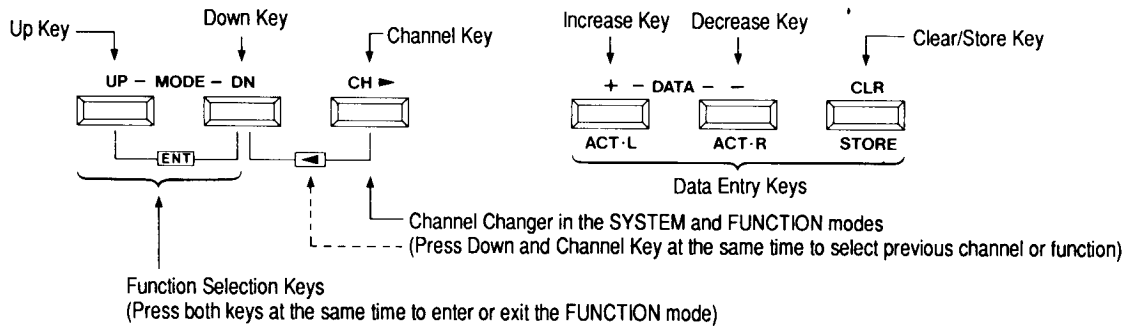 Up Key
Down Key
Channel Key
Increase Key Decrease Key
Clear/Store Key
UP – MODE – DN
CH ►
+ – DATA – –
CLR
ENT
◄
ACT·L
ACT·R
STORE
Data Entry Keys
Channel Changer in the SYSTEM and FUNCTION modes
(Press Down and Channel Key at the same time to select previous channel or function)
Function Selection Keys
(Press both keys at the same time to enter or exit the FUNCTION mode)